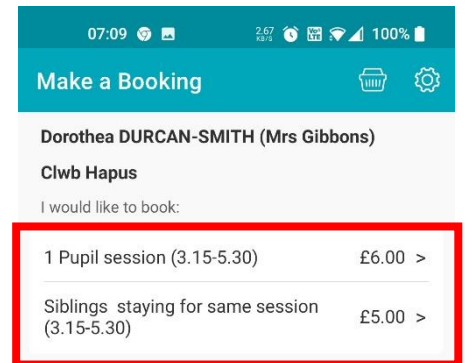 07:09 2.67 KB/S Vo) LTE 100%
Make a Booking
Dorothea DURCAN-SMITH (Mrs Gibbons)
Clwb Hapus
I would like to book:
1 Pupil session (3.15-5.30) £6.00 >
Siblings staying for same session £5.00 >
(3.15-5.30)